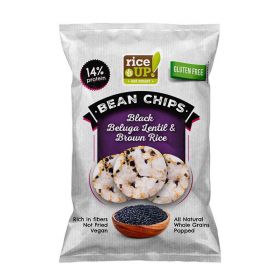 14%
protein
rice
UP!
GLUTEN FREE
BEAN CHIPS
Black
Beluga Lentil &
Brown Rice
Rich in fibers
Not Fried
Vegan
All Natural
Whole Grains
Popped